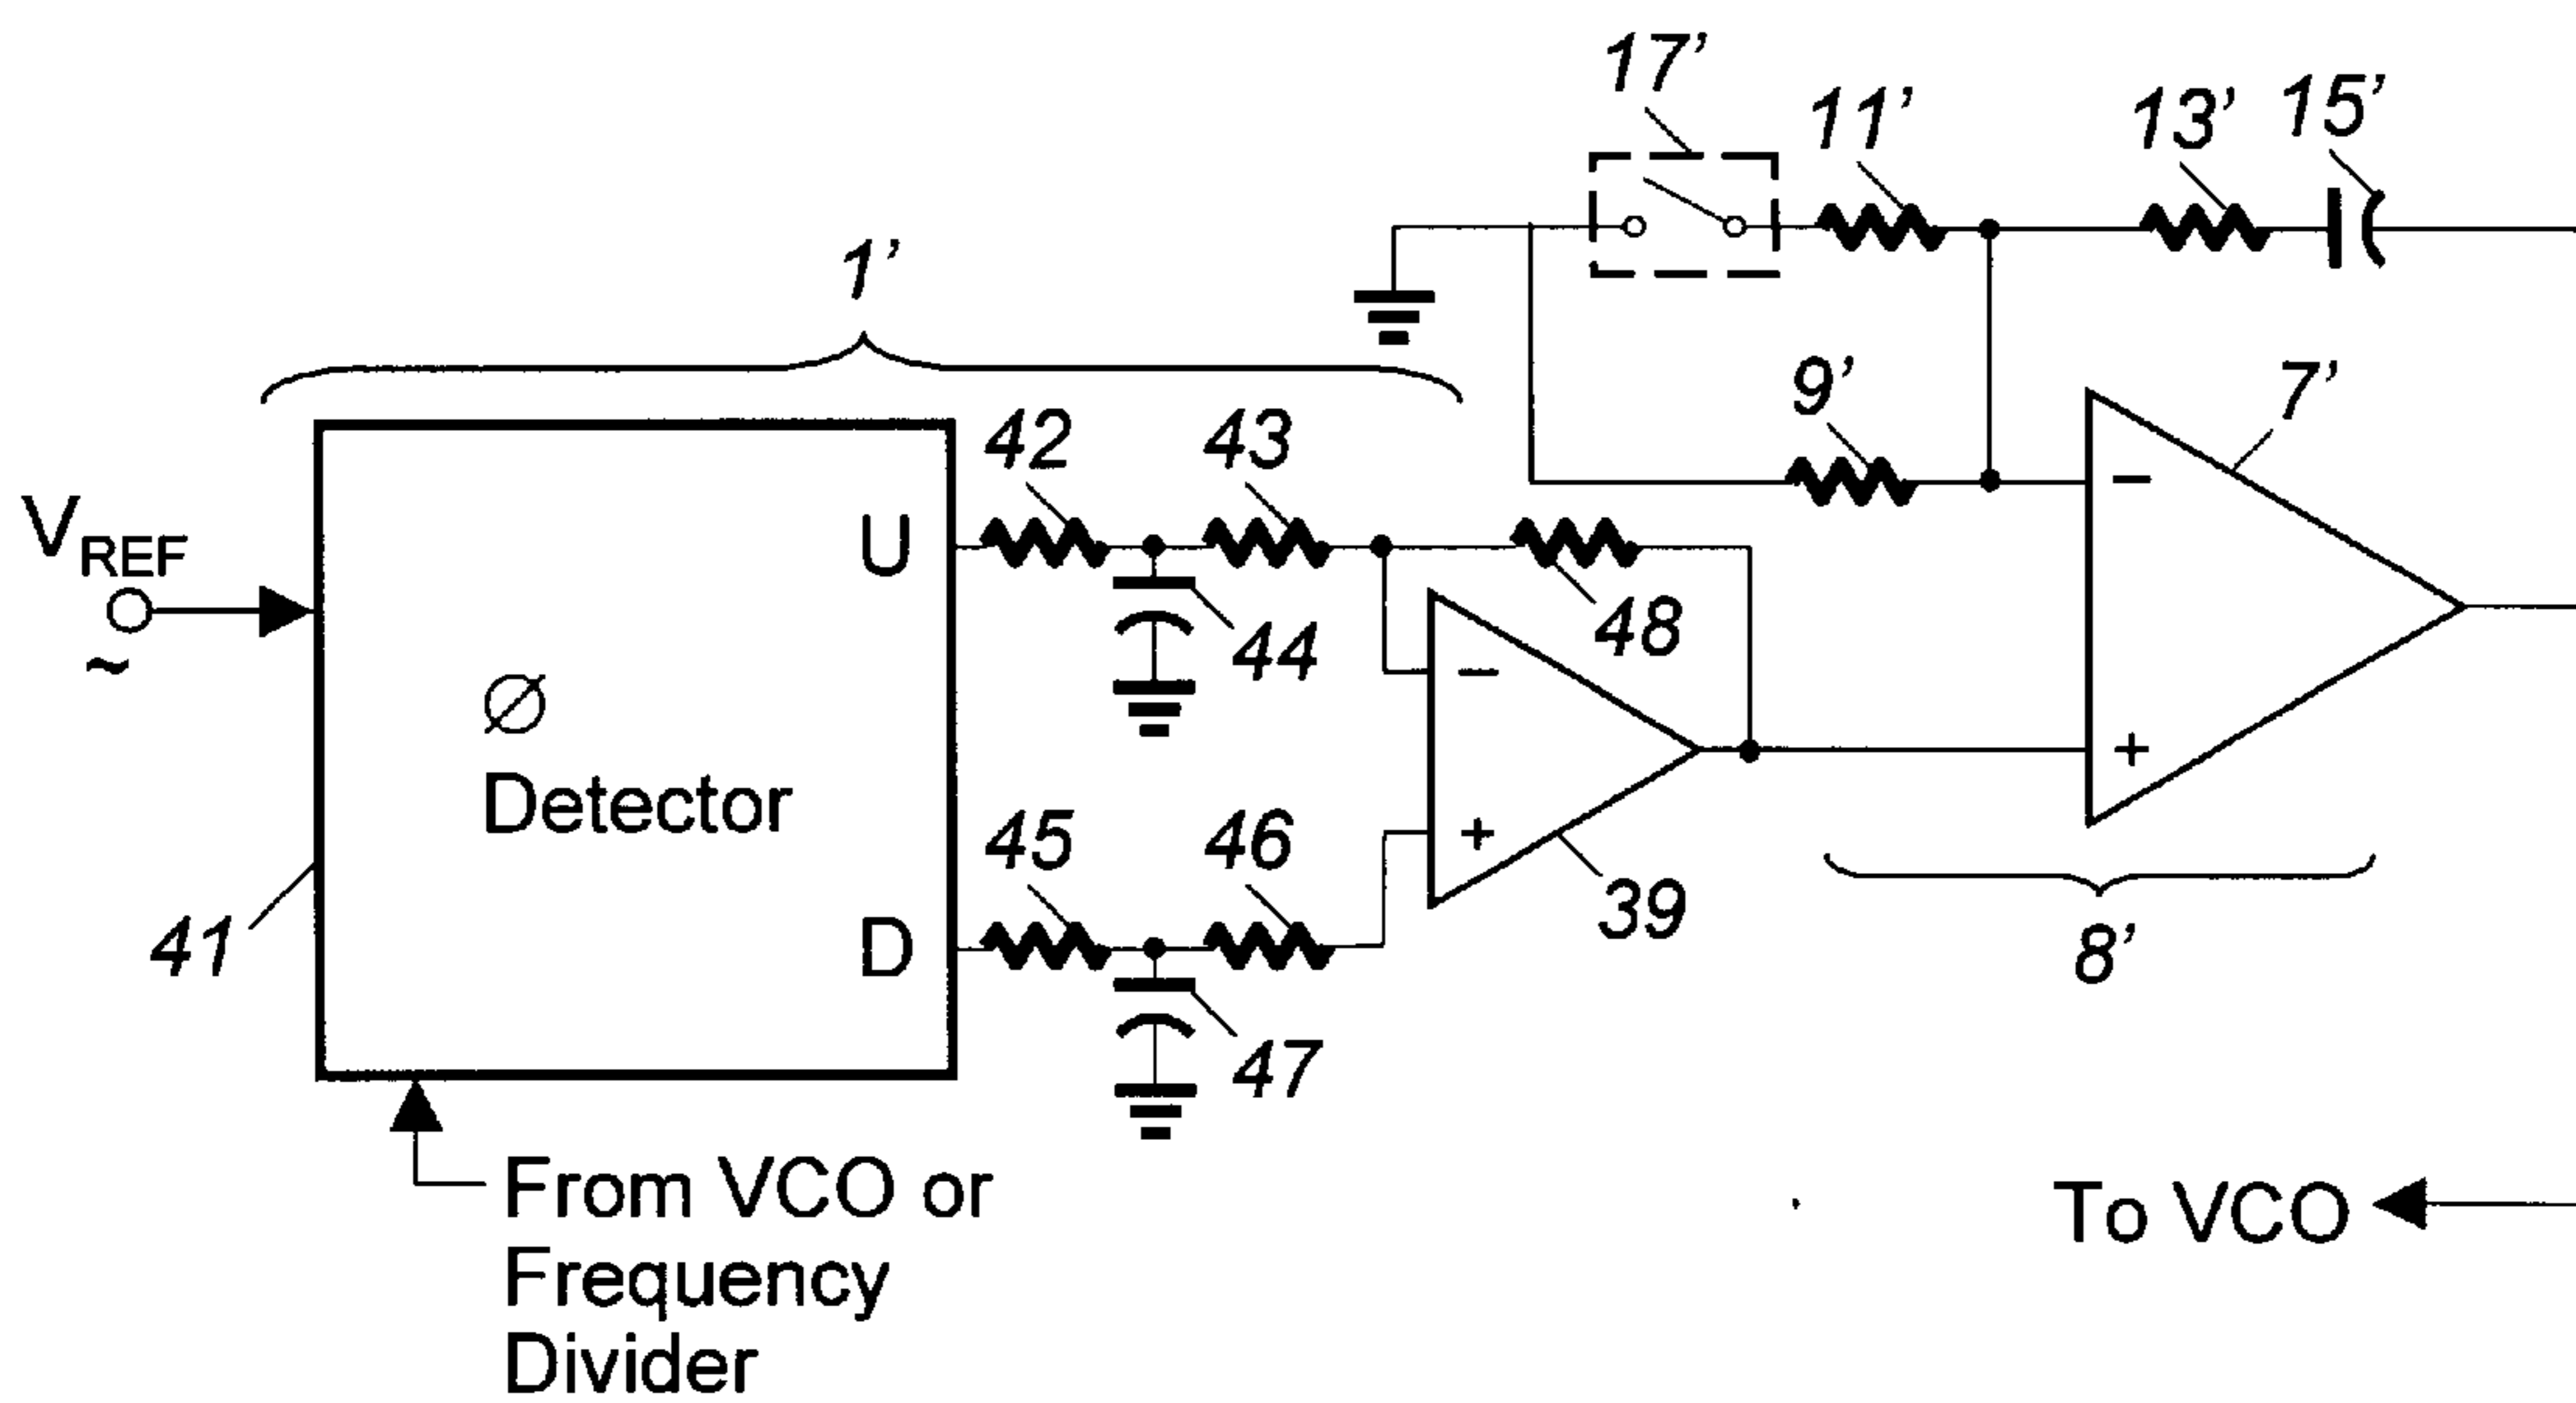 17’
11’
13’
15’
1’
9’
7’
42
43
V REF
U
~
48
44
Ø
Detector
−
+
−
+
45
46
39
41
D
8’
47
From VCO or
Frequency
Divider
To VCO